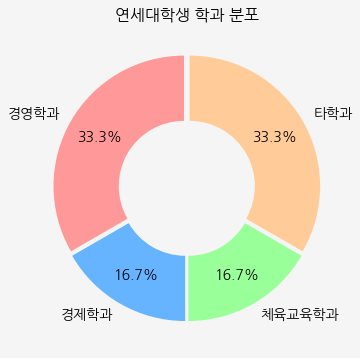 연세대학생 학과 분포
경영학과
타학과
33.3%
33.3%
16.7%
16.7%
경제학과
체육교육학과